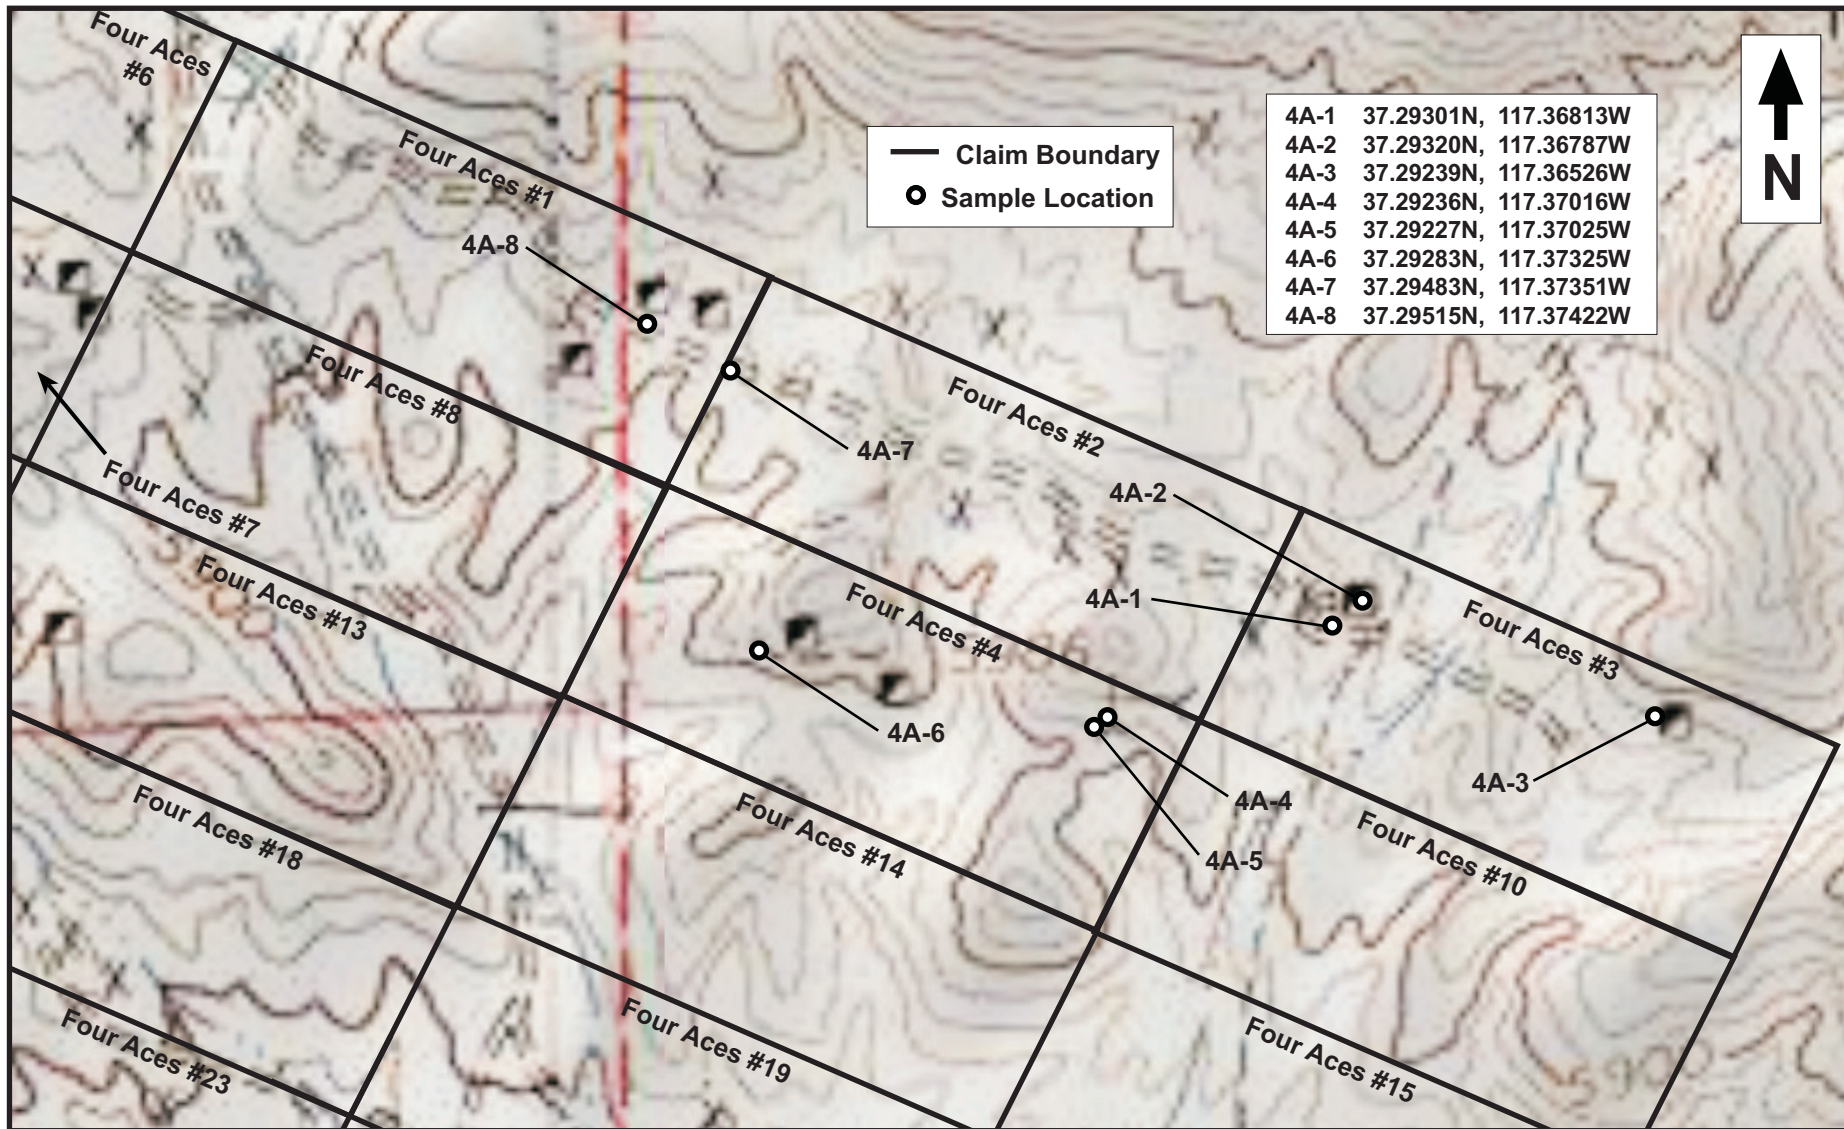 Four Aces
#6
Four Aces #1
4A-8
Claim Boundary
Sample Location
4A-1 37.29301N, 117.36813W
4A-2 37.29320N, 117.36787W
4A-3 37.29239N, 117.36526W
4A-4 37.29236N, 117.37016W
4A-5 37.29227N, 117.37025W
4A-6 37.29283N, 117.37325W
4A-7 37.29483N, 117.37351W
4A-8 37.29515N, 117.37422W
N
Four Aces #8
Four Aces #2
4A-7
4A-2
Four Aces #7
Four Aces #13
Four Aces #4
4A-1
Four Aces #3
4A-6
4A-3
4A-4
4A-5
Four Aces #18
Four Aces #14
Four Aces #10
Four Aces #23
Four Aces #19
Four Aces #15